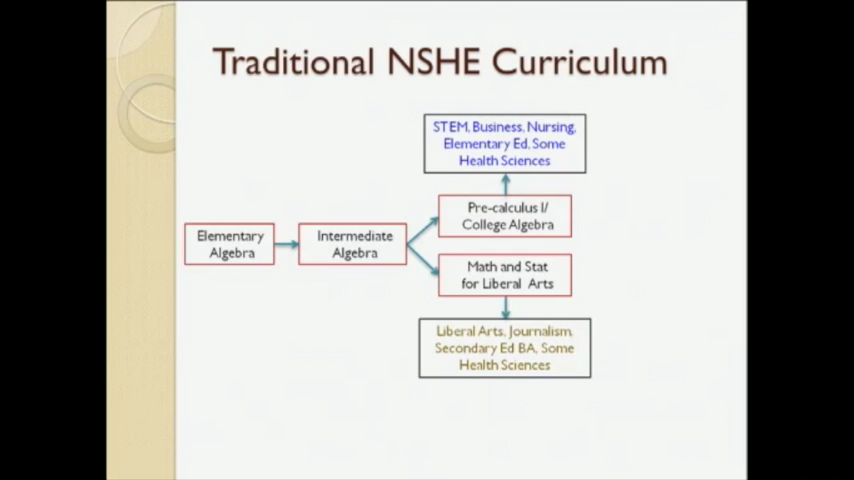 Traditional NSHE Curriculum
STEM, Business, Nursing,
Elementary Ed, Some
Health Sciences
Pre-calculus I/
College Algebra
Elementary
Algebra
Intermediate
Algebra
Math and Stat
for Liberal Arts
Liberal Arts, Journalism,
Secondary Ed BA, Some
Health Sciences